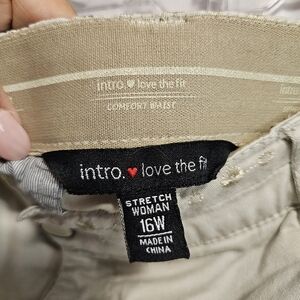 intro.♥ love the fit
COMFORT WAIST
intro.♥ love the fit
STRETCH
WOMAN
16W
MADE IN
CHINA